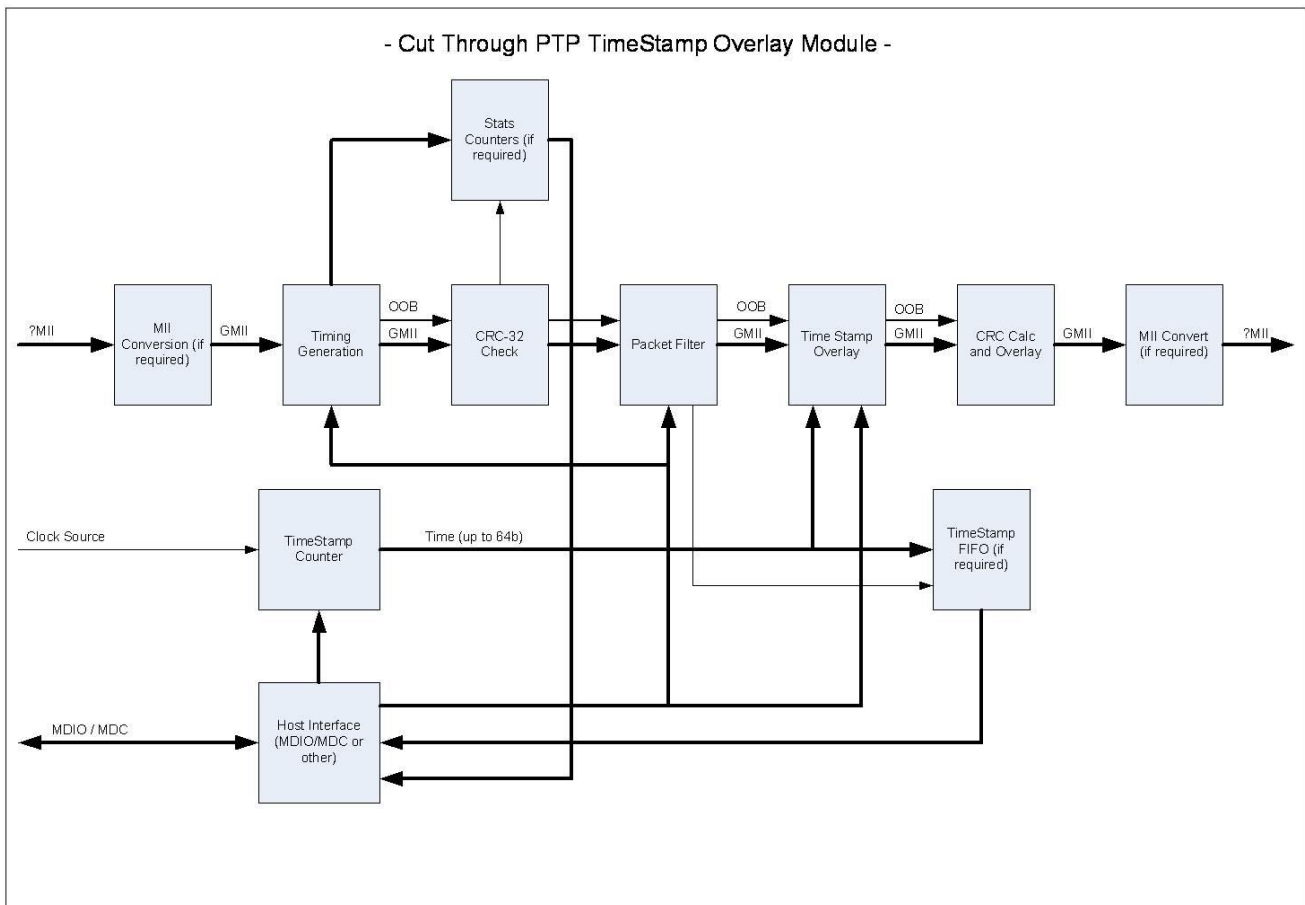 - Cut Through PTP TimeStamp Overlay Module -
Stats
Counters (if
required)
?MII
MII
Conversion (if
required)
GMII
Timing
Generation
OOB
GMII
CRC-32
Check
Packet Filter
OOB
GMII
Time Stamp
Overlay
OOB
GMII
CRC Calc
and Overlay
GMII
MII Convert
(if required)
?MII
Clock Source
TimeStamp
Counter
Time (up to 64b)
TimeStamp
FIFO (if
required)
MDIO / MDC
Host Interface
(MDIO/MDC or
other)